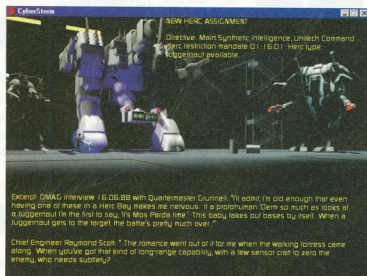 CyberStorm
NEW HERC ASSIGNMENT
Directive: Main Synthetic Intelligence, Unitech Command
Herc restriction mandate 01.16.01: Herc type:
Juggernaut available.
Excerpt OMAG interview 16.06.88 with Quartermaster Grunnell: "I'll admit, I'm old enough that even
having one of these in a Herc Bay makes me nervous. If a protohuman 'Derm so much as looks at
a Juggernaut I'm the first to say, 'It's Mos Parda time.' This baby takes out bases by itself. When a
Juggernaut gets to the target, the battle's pretty much over."
Chief Engineer Raymond Scott: "The romance went out of it for me when the walking fortress came
along. When you've got that kind of long-range capability, with a few sensor craft to zero the
enemy, who needs subtlety?